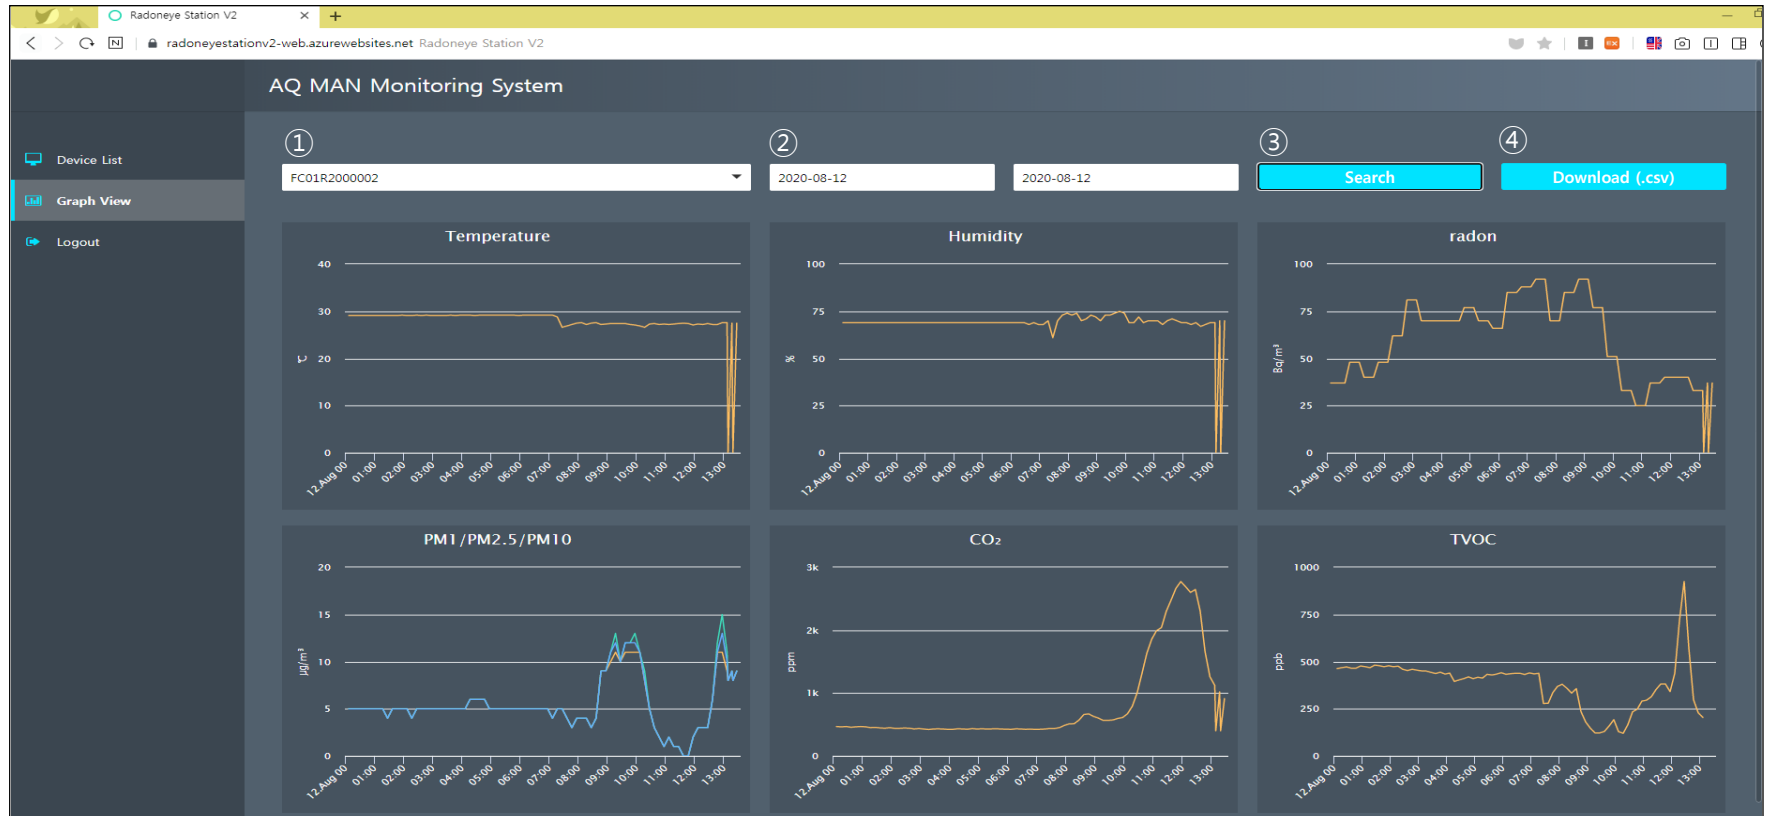 Radoneye Station V2
radoneyestationv2-web.azurewebsites.net Radoneye Station V2
AQ MAN Monitoring System
Device List
Graph View
Logout
① ② ③ ④
FC01R2000002 2020-08-12 2020-08-12 Search Download (.csv)
Temperature
40
30
20
10
0
℃
12.Aug 00 01:00 02:00 03:00 04:00 05:00 06:00 07:00 08:00 09:00 10:00 11:00 12:00 13:00
Humidity
100
75
50
25
0
%
12.Aug 00 01:00 02:00 03:00 04:00 05:00 06:00 07:00 08:00 09:00 10:00 11:00 12:00 13:00
radon
100
75
50
25
0
Bq/m³
12.Aug 00 01:00 02:00 03:00 04:00 05:00 06:00 07:00 08:00 09:00 10:00 11:00 12:00 13:00
PM1/PM2.5/PM10
20
15
10
5
0
µg/m³
12.Aug 00 01:00 02:00 03:00 04:00 05:00 06:00 07:00 08:00 09:00 10:00 11:00 12:00 13:00
CO₂
3k
2k
1k
0
ppm
12.Aug 00 01:00 02:00 03:00 04:00 05:00 06:00 07:00 08:00 09:00 10:00 11:00 12:00 13:00
TVOC
1000
750
500
250
0
ppb
12.Aug 00 01:00 02:00 03:00 04:00 05:00 06:00 07:00 08:00 09:00 10:00 11:00 12:00 13:00